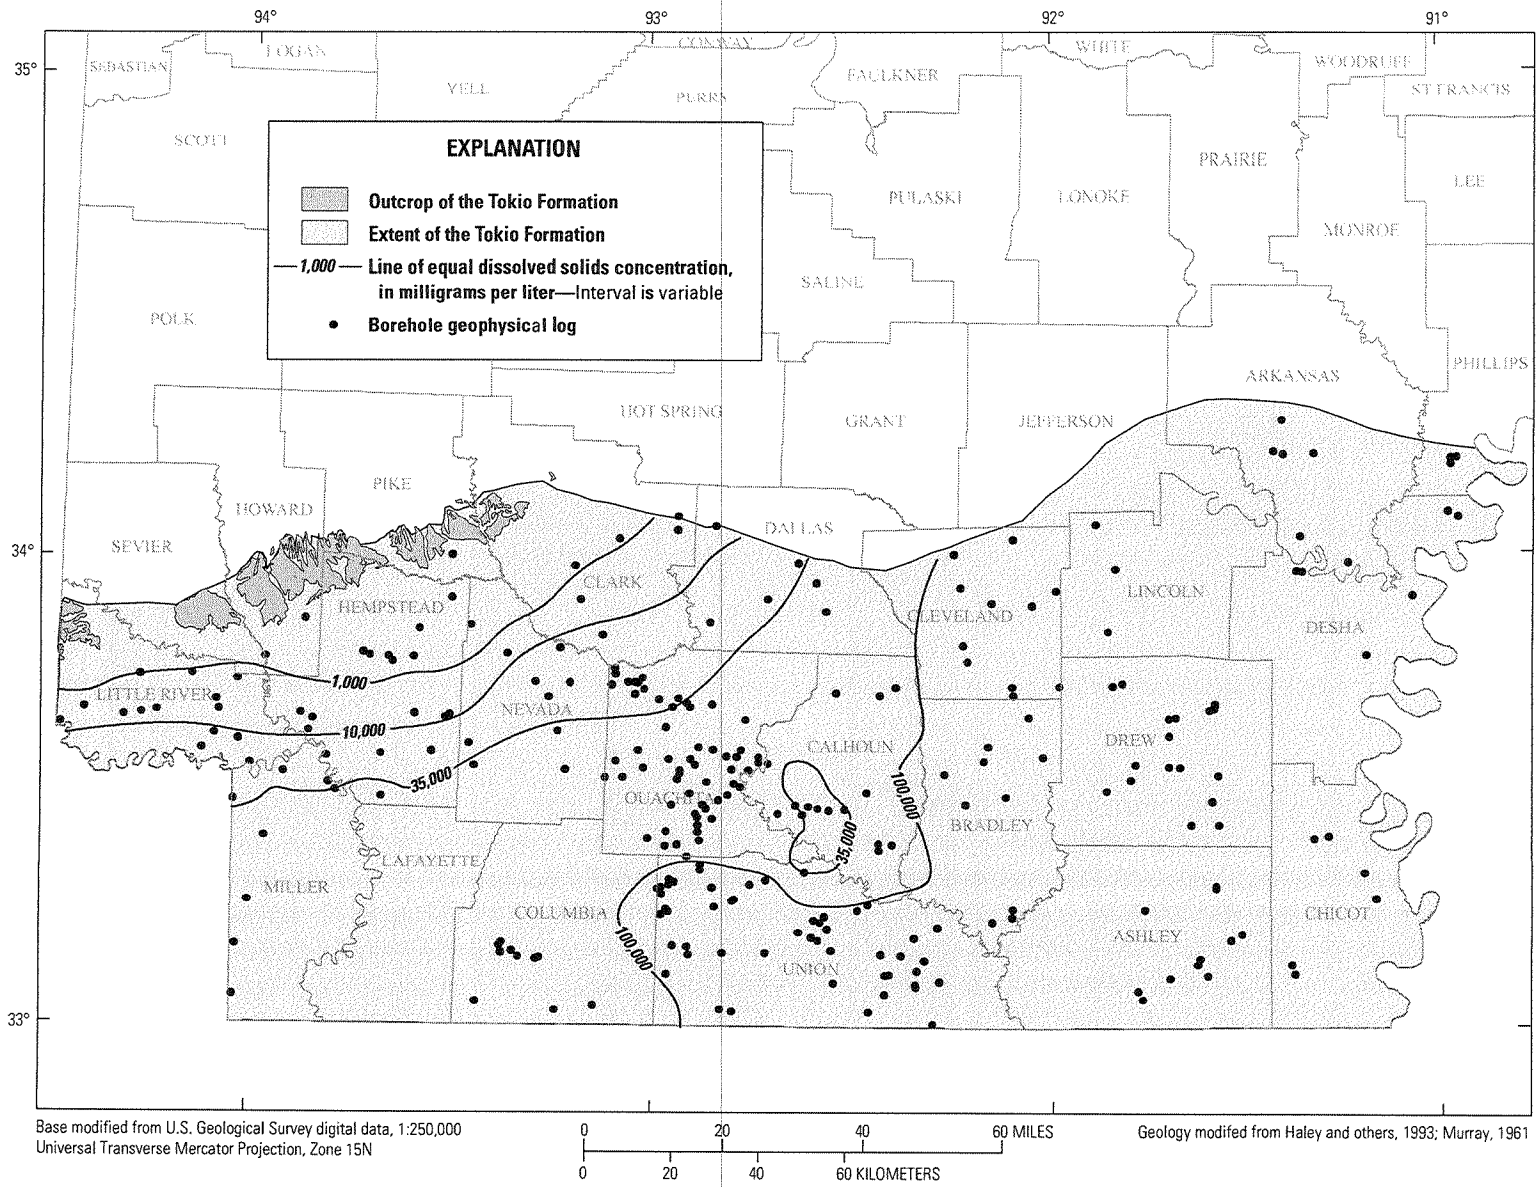 94° 93° 92° 91°
35°
34°
33°
LOGAN
CONWAY
WHITE
SEBASTIAN
YELL
FAULKNER
WOODRUFF
ST FRANCIS
SCOTT
PRAIRIE
LEE
PULASKI
LONOKE
MONROE
SALINE
POLK
PHILLIPS
ARKANSAS
HOT SPRING
GRANT
JEFFERSON
PIKE
HOWARD
DALLAS
SEVIER
CLARK
HEMPSTEAD
CLEVELAND
LINCOLN
DESHA
LITTLE RIVER
NEVADA
CALHOUN
DREW
OUACHITA
BRADLEY
LAFAYETTE
MILLER
COLUMBIA
UNION
ASHLEY
CHICOT
EXPLANATION
Outcrop of the Tokio Formation
Extent of the Tokio Formation
1,000 Line of equal dissolved solids concentration,
in milligrams per liter—Interval is variable
Borehole geophysical log
1,000
10,000
35,000
100,000
35,000
100,000
Base modified from U.S. Geological Survey digital data, 1:250,000
Universal Transverse Mercator Projection, Zone 15N
0 20 40 60 MILES
0 20 40 60 KILOMETERS
Geology modifed from Haley and others, 1993; Murray, 1961